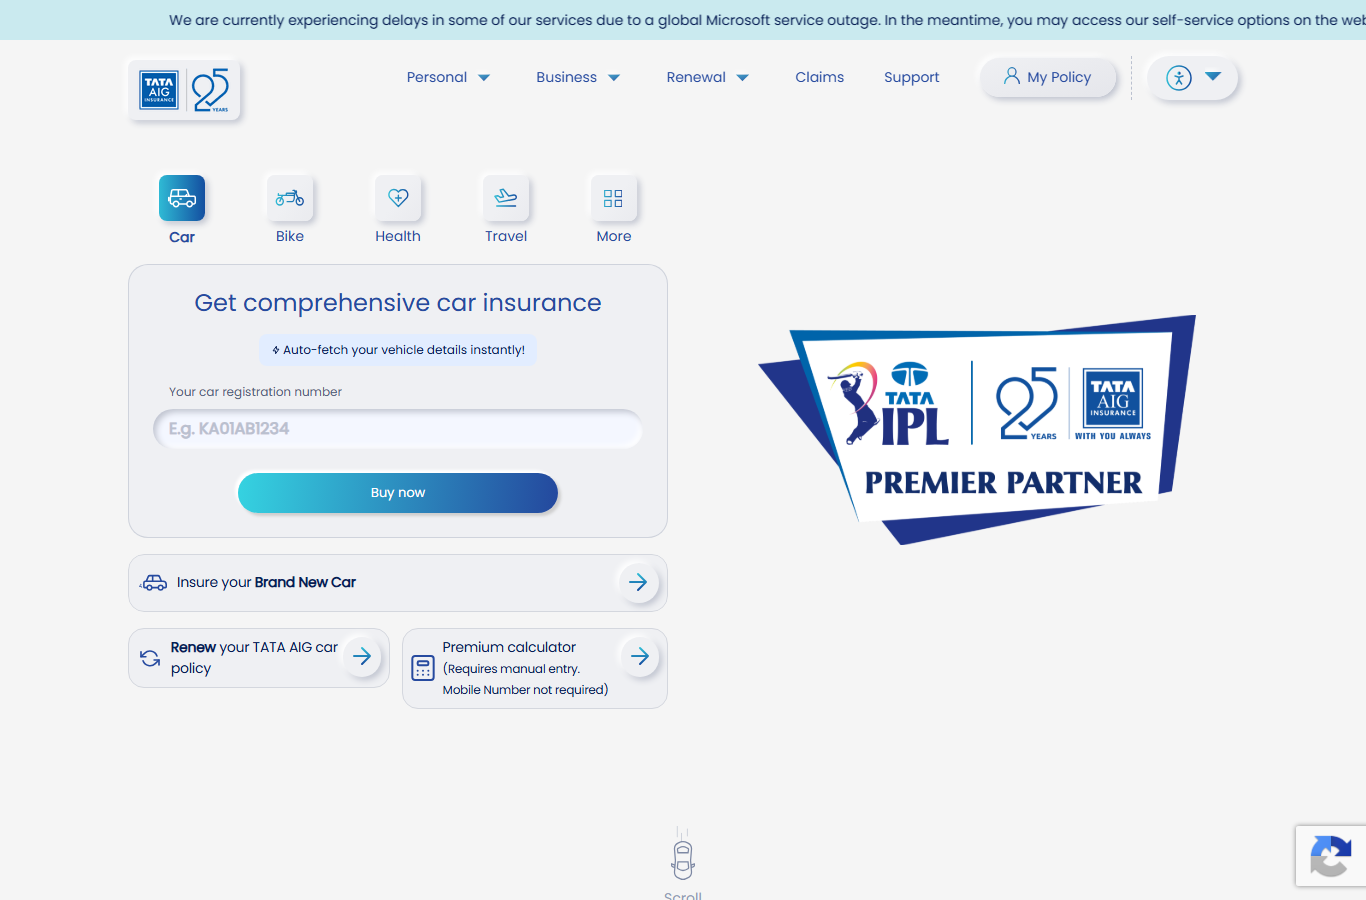 We are currently experiencing delays in some of our services due to a global Microsoft service outage. In the meantime, you may access our self-service options on the web
TATA AIG INSURANCE 25 YEARS
Personal Business Renewal Claims Support My Policy
Car Bike Health Travel More
Get comprehensive car insurance
Auto-fetch your vehicle details instantly!
Your car registration number
E.g. KA01AB1234
Buy now
TATA IPL
25 YEARS
TATA AIG INSURANCE
WITH YOU ALWAYS
PREMIER PARTNER
Insure your Brand New Car
Renew your TATA AIG car
policy
Premium calculator
(Requires manual entry.
Mobile Number not required)
Scroll